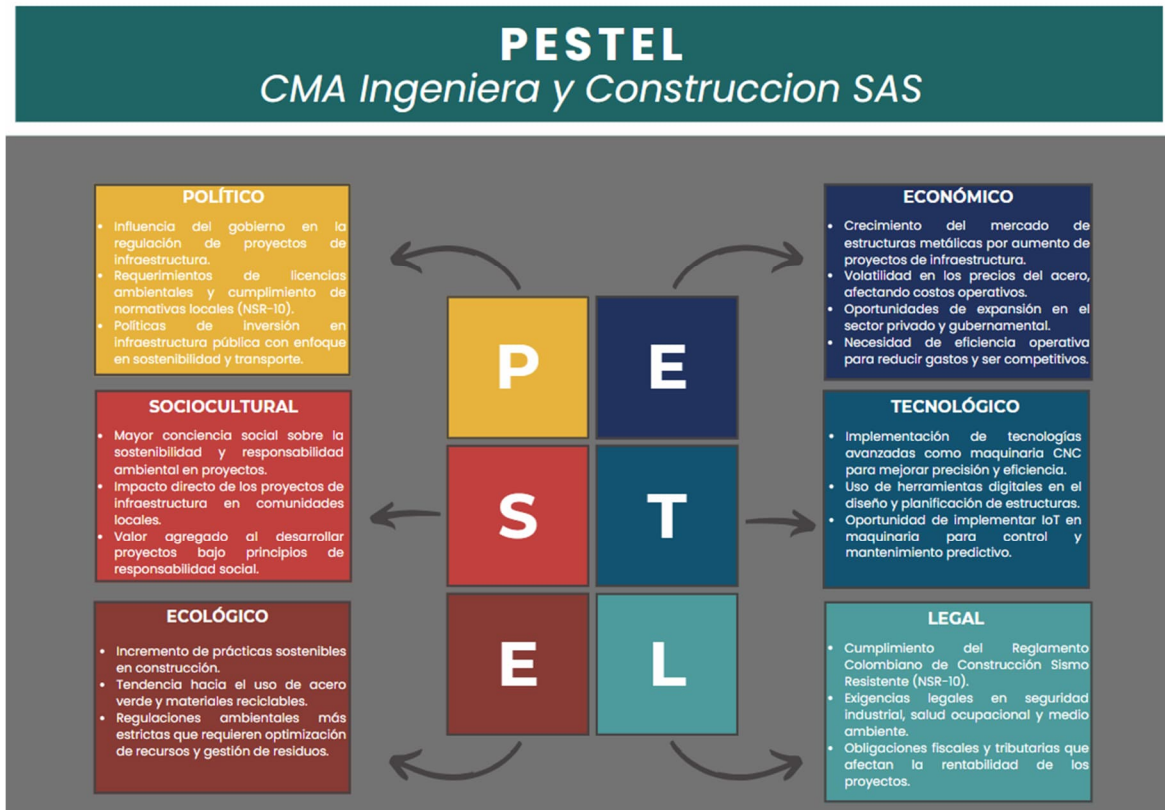 PESTEL
CMA Ingeniera y Construccion SAS
POLÍTICO
• Influencia del gobierno en la
regulación de proyectos de
infraestructura.
• Requerimientos de licencias
ambientales y cumplimiento de
normativas locales (NSR-10).
• Políticas de inversión en
infraestructura pública con enfoque
en sostenibilidad y transporte.
ECONÓMICO
• Crecimiento del mercado de
estructuras metálicas por aumento de
proyectos de infraestructura.
• Volatilidad en los precios del acero,
afectando costos operativos.
• Oportunidades de expansión en el
sector privado y gubernamental.
• Necesidad de eficiencia operativa
para reducir gastos y ser competitivos.
P
E
SOCIOCULTURAL
• Mayor conciencia social sobre la
sostenibilidad y responsabilidad
ambiental en proyectos.
• Impacto directo de los proyectos de
infraestructura en comunidades
locales.
• Valor agregado al desarrollar
proyectos bajo principios de
responsabilidad social.
S
T
TECNOLÓGICO
• Implementación de tecnologías
avanzadas como maquinaria CNC
para mejorar precisión y eficiencia.
• Uso de herramientas digitales en el
diseño y planificación de estructuras.
• Oportunidad de implementar IoT en
maquinaria para control y
mantenimiento predictivo.
ECOLÓGICO
• Incremento de prácticas sostenibles
en construcción.
• Tendencia hacia el uso de acero
verde y materiales reciclables.
• Regulaciones ambientales más
estrictas que requieren optimización
de recursos y gestión de residuos.
E
L
LEGAL
• Cumplimiento del Reglamento
Colombiano de Construcción Sismo
Resistente (NSR-10).
• Exigencias legales en seguridad
industrial, salud ocupacional y medio
ambiente.
• Obligaciones fiscales y tributarias que
afectan la rentabilidad de los
proyectos.